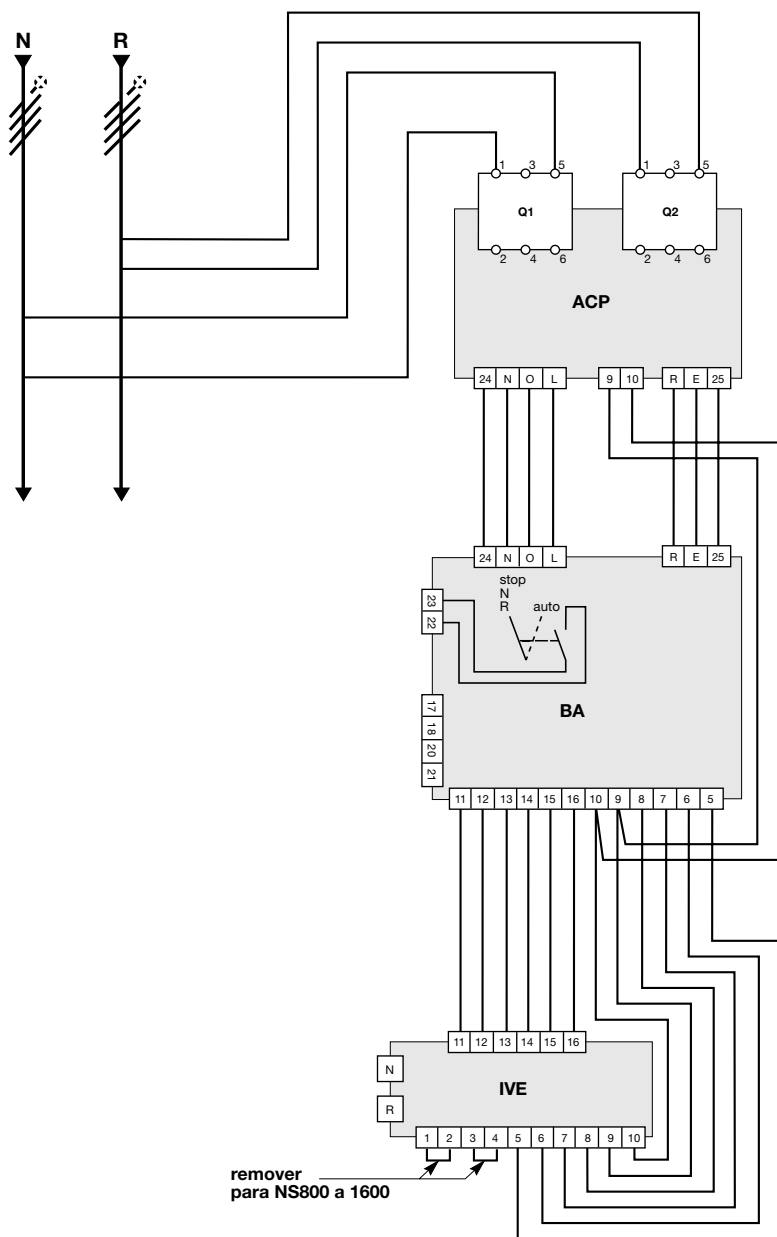 N R
1 3 5 1 3 5
Q1 Q2
2 4 6 2 4 6
ACP
24 N O L 9 10 R E 25
24 N O L R E 25
stop
N
R auto
23
22
BA
17
18
20
21
11 12 13 14 15 16 10 9 8 7 6 5
11 12 13 14 15 16
N
IVE
R
1 2 3 4 5 6 7 8 9 10
remover
para NS800 a 1600